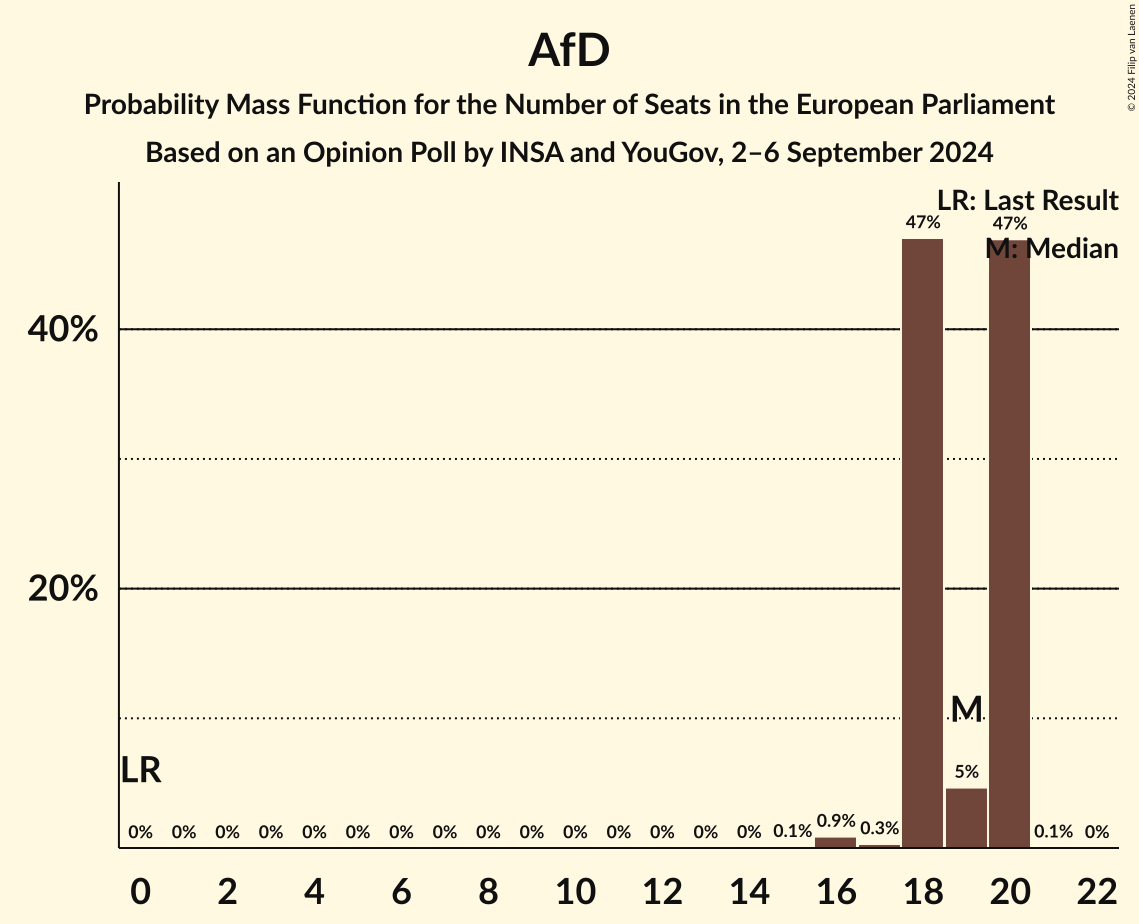 AfD
Probability Mass Function for the Number of Seats in the European Parliament
Based on an Opinion Poll by INSA and YouGov, 2–6 September 2024
© 2024 Filip van Laenen
LR: Last Result
M: Median
47% 47%
40%
20%
M
LR
5%
0% 0% 0% 0% 0% 0% 0% 0% 0% 0% 0% 0% 0% 0% 0% 0.1% 0.9% 0.3% 0.1% 0%
0 2 4 6 8 10 12 14 16 18 20 22